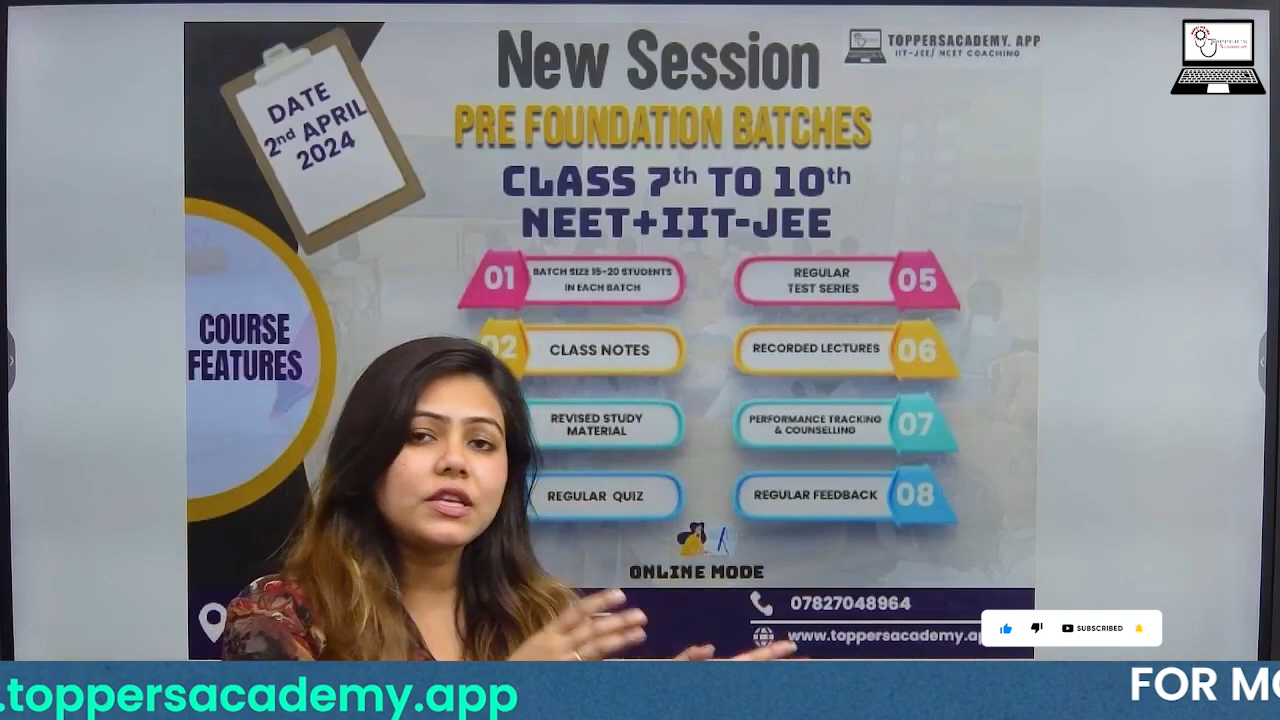 New Session
TOPPERSACADEMY. APP
IIT-JEE/ NEET COACHING
DATE
2nd APRIL
2024
PRE FOUNDATION BATCHES
CLASS 7th TO 10th
NEET+IIT-JEE
COURSE
FEATURES
01
BATCH SIZE 15-20 STUDENTS
IN EACH BATCH
02
CLASS NOTES
REVISED STUDY
MATERIAL
REGULAR QUIZ
REGULAR
TEST SERIES
05
RECORDED LECTURES
06
PERFORMANCE TRACKING
& COUNSELLING
07
REGULAR FEEDBACK
08
ONLINE MODE
07827048964
www.toppersacademy.ap
SUBSCRIBED
.toppersacademy.app
FOR